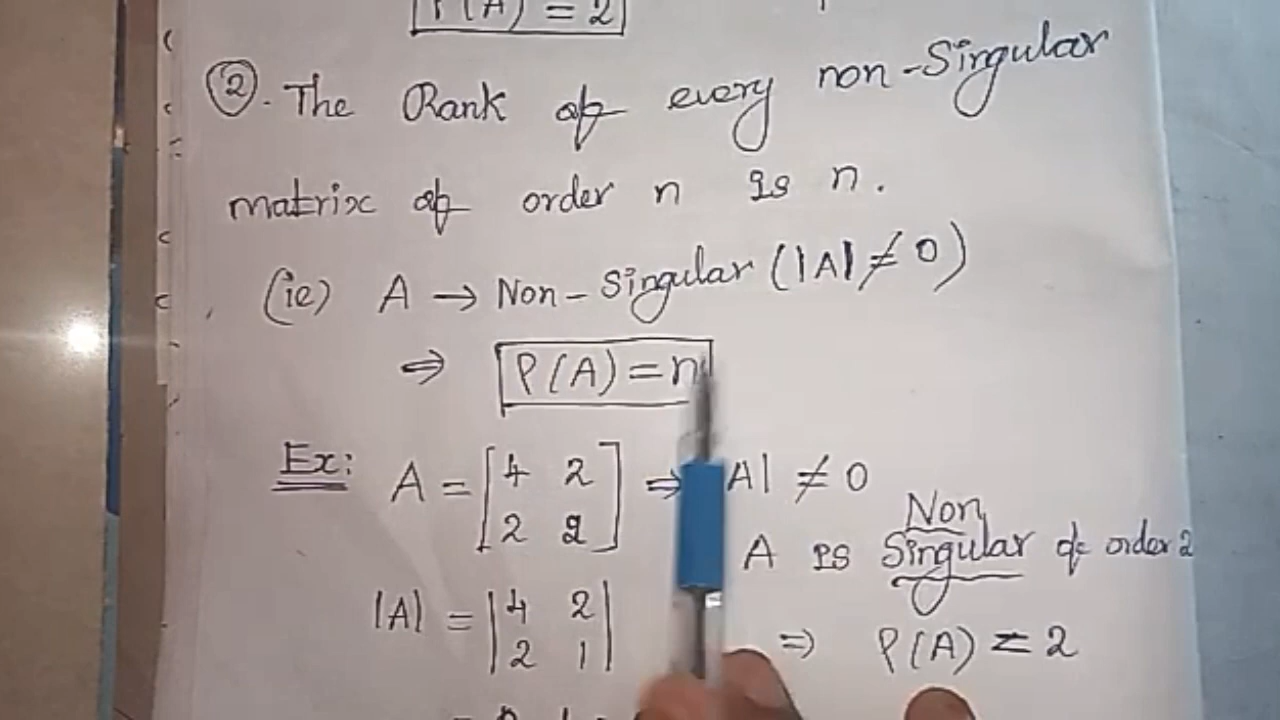 ρ(A) = 2
②. The Rank of every non-Singular
matrix of order n is n.
(ie) A → Non-Singular (|A| ≠ 0)
⇒ ρ(A) = n
Ex: A = [4 2 ⇒ |A| ≠ 0
2 2] A is Non Singular of order 2
|A| = |4 2
2 1| ⇒ ρ(A) = 2